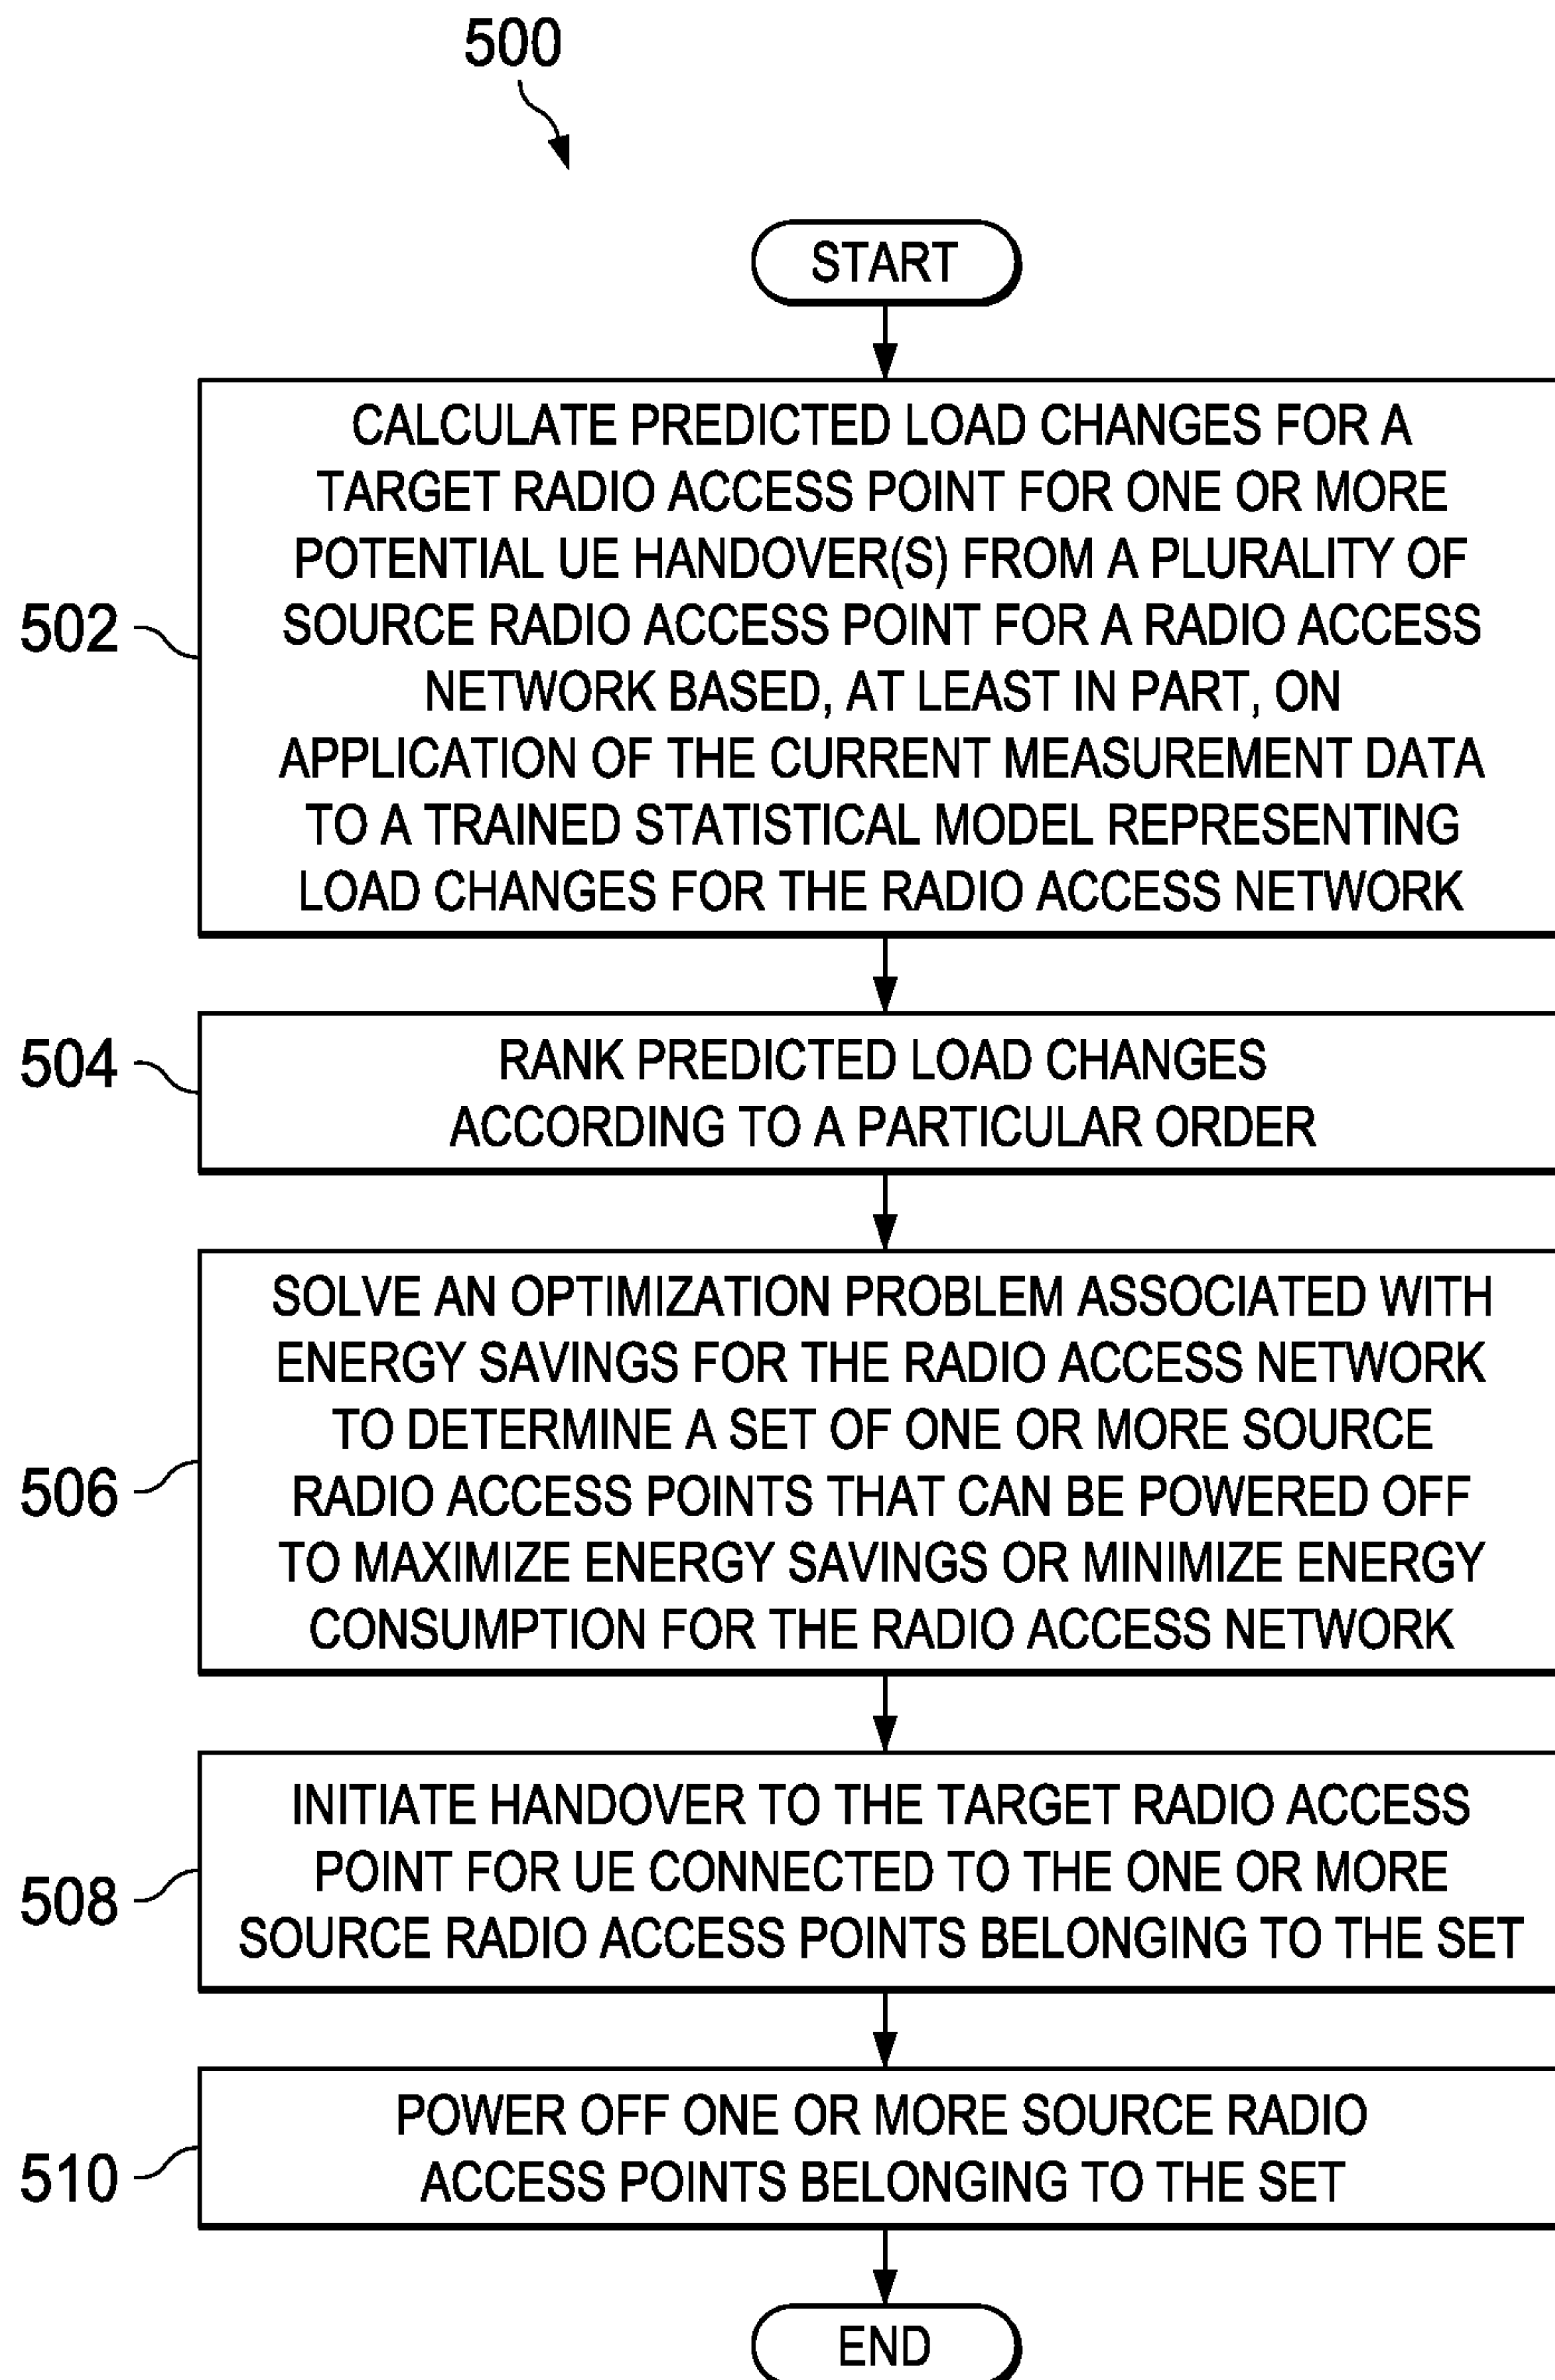 500
START
502
CALCULATE PREDICTED LOAD CHANGES FOR A
TARGET RADIO ACCESS POINT FOR ONE OR MORE
POTENTIAL UE HANDOVER(S) FROM A PLURALITY OF
SOURCE RADIO ACCESS POINT FOR A RADIO ACCESS
NETWORK BASED, AT LEAST IN PART, ON
APPLICATION OF THE CURRENT MEASUREMENT DATA
TO A TRAINED STATISTICAL MODEL REPRESENTING
LOAD CHANGES FOR THE RADIO ACCESS NETWORK
504
RANK PREDICTED LOAD CHANGES
ACCORDING TO A PARTICULAR ORDER
506
SOLVE AN OPTIMIZATION PROBLEM ASSOCIATED WITH
ENERGY SAVINGS FOR THE RADIO ACCESS NETWORK
TO DETERMINE A SET OF ONE OR MORE SOURCE
RADIO ACCESS POINTS THAT CAN BE POWERED OFF
TO MAXIMIZE ENERGY SAVINGS OR MINIMIZE ENERGY
CONSUMPTION FOR THE RADIO ACCESS NETWORK
508
INITIATE HANDOVER TO THE TARGET RADIO ACCESS
POINT FOR UE CONNECTED TO THE ONE OR MORE
SOURCE RADIO ACCESS POINTS BELONGING TO THE SET
510
POWER OFF ONE OR MORE SOURCE RADIO
ACCESS POINTS BELONGING TO THE SET
END